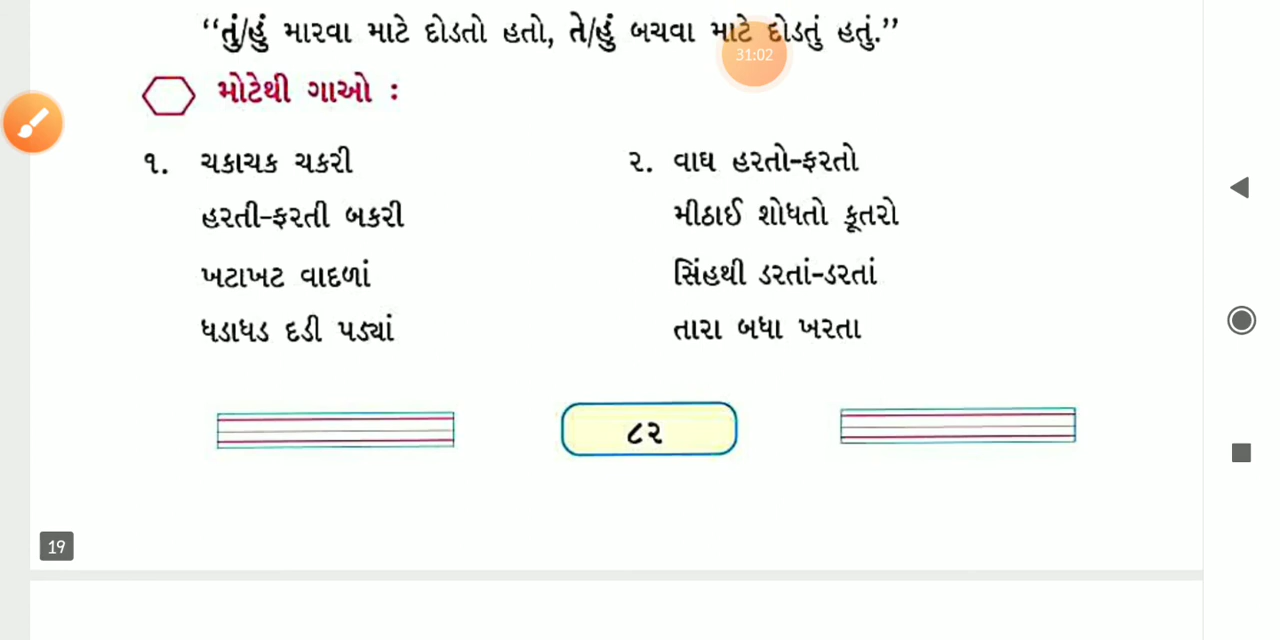 “તું/હું મારવા માટે દોડતો હતો, તે/હું બચવા માટે દોડતું હતું.”
31:02
મોટેથી ગાઓ :
૧. ચકાચક ચકરી
હરતી-ફરતી બકરી
ખટાખટ વાદળાં
ધડાધડ દડી પડ્યાં
૨. વાઘ હરતો-ફરતો
મીઠાઈ શોધતો કૂતરો
સિંહથી ડરતાં-ડરતાં
તારા બધા ખરતા
૮૨
19